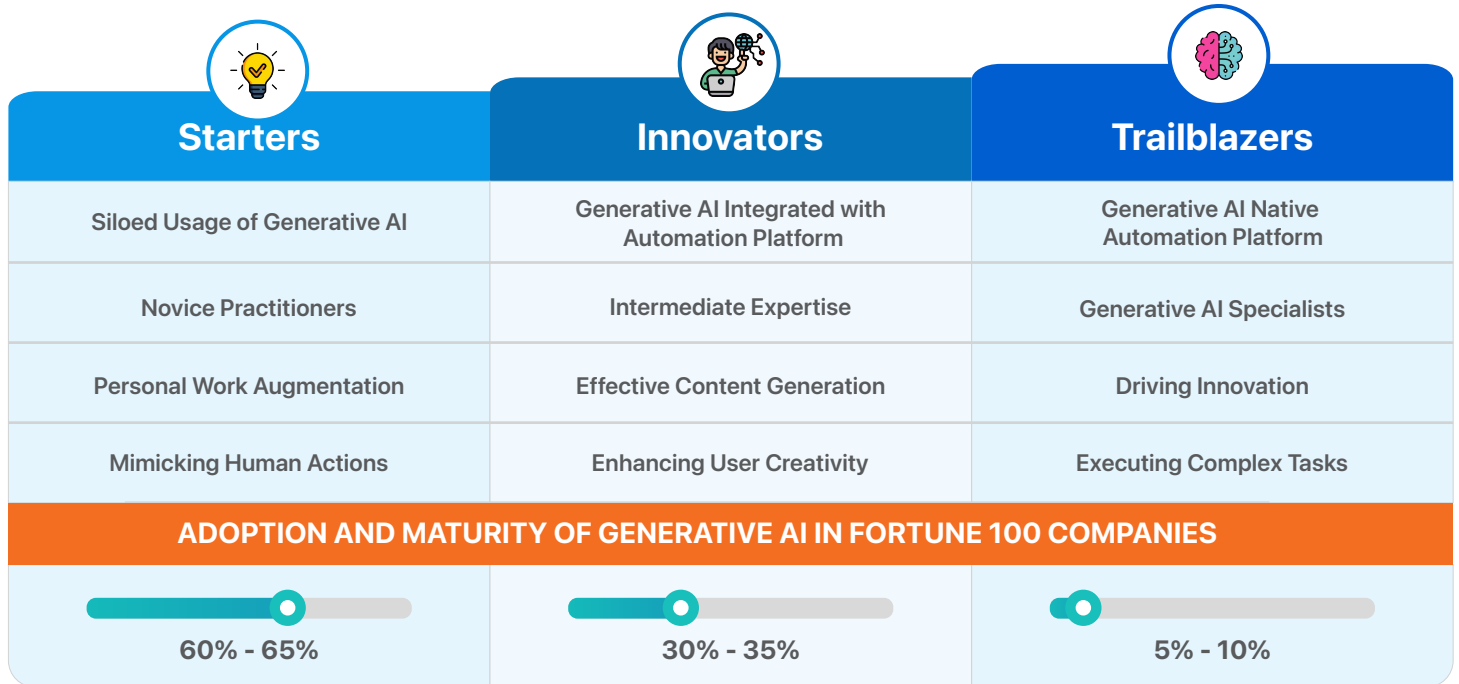 Starters
Innovators
Trailblazers
Siloed Usage of Generative AI
Generative AI Integrated with
Automation Platform
Generative AI Native
Automation Platform
Novice Practitioners
Intermediate Expertise
Generative AI Specialists
Personal Work Augmentation
Effective Content Generation
Driving Innovation
Mimicking Human Actions
Enhancing User Creativity
Executing Complex Tasks
ADOPTION AND MATURITY OF GENERATIVE AI IN FORTUNE 100 COMPANIES
60% - 65%
30% - 35%
5% - 10%